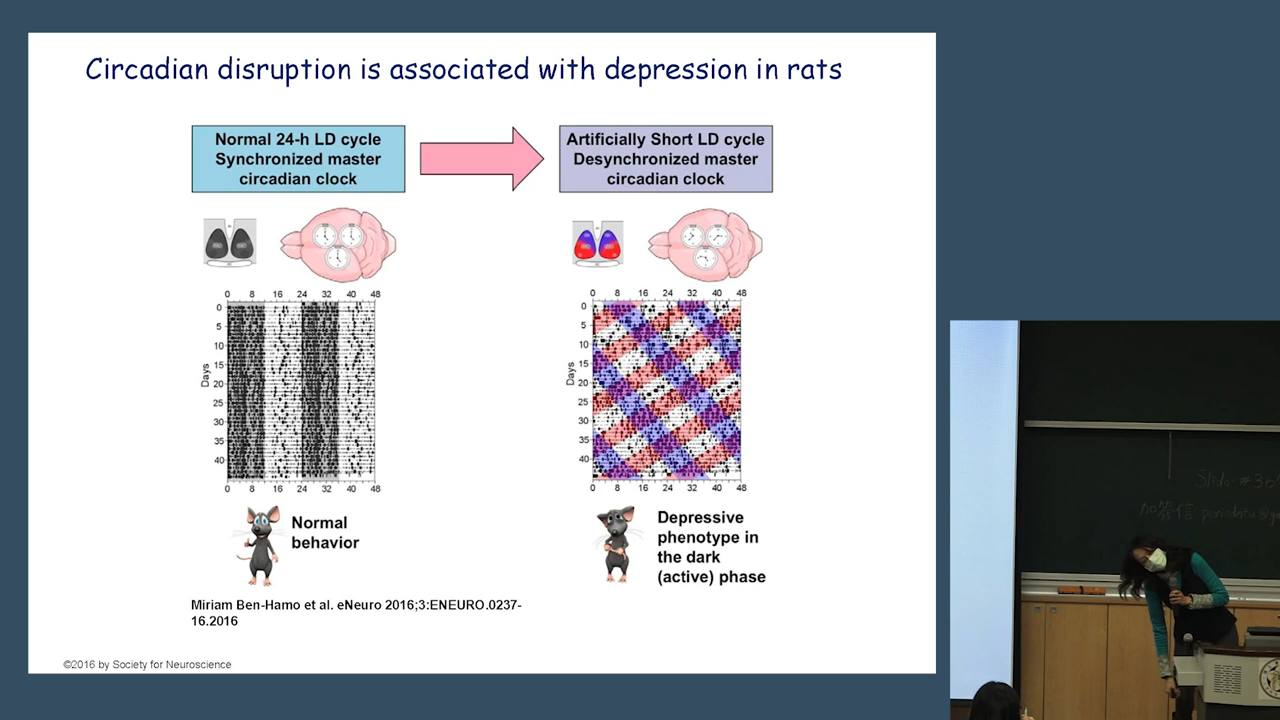 Circadian disruption is associated with depression in rats
Normal 24-h LD cycle
Synchronized master
circadian clock
Artificially Short LD cycle
Desynchronized master
circadian clock
0 8 16 24 32 40 48
0 8 16 24 32 40 48
Days
0
5
10
15
20
25
30
35
40
0 8 16 24 32 40 48
Days
0
5
10
15
20
25
30
35
40
0 8 16 24 32 40 48
Normal
behavior
Depressive
phenotype in
the dark
(active) phase
Miriam Ben-Hamo et al. eNeuro 2016;3:ENEURO.0237-
16.2016
©2016 by Society for Neuroscience
Slido #